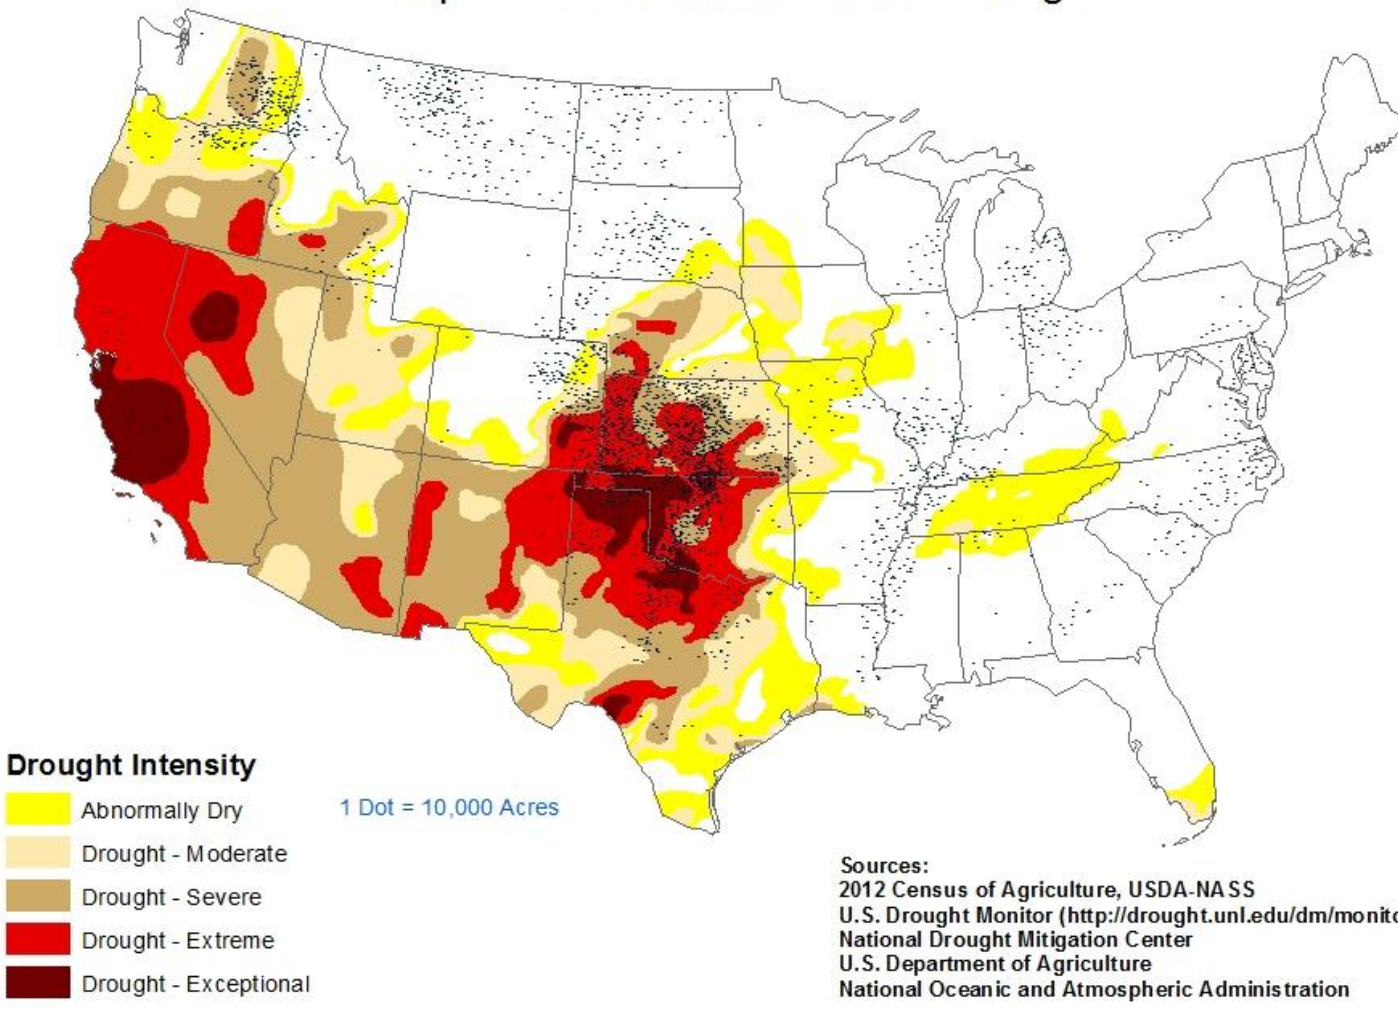 Drought Intensity
Abnormally Dry
Drought - Moderate
Drought - Severe
Drought - Extreme
Drought - Exceptional
1 Dot = 10,000 Acres
Sources:
2012 Census of Agriculture, USDA-NASS
U.S. Drought Monitor (http://drought.unl.edu/dm/monito
National Drought Mitigation Center
U.S. Department of Agriculture
National Oceanic and Atmospheric Administration